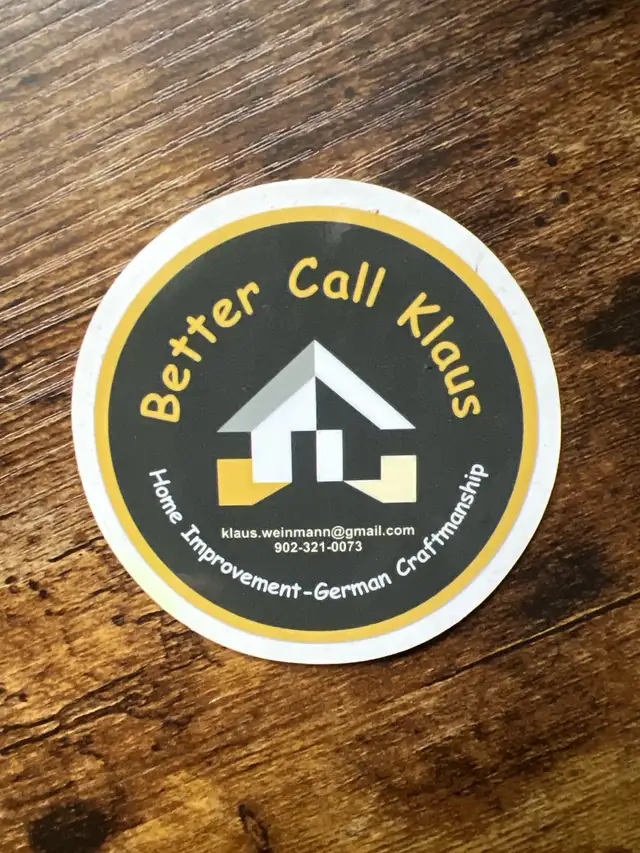 Better Call Klaus
klaus.weinmann@gmail.com
902-321-0073
Home Improvement-German Craftmanship